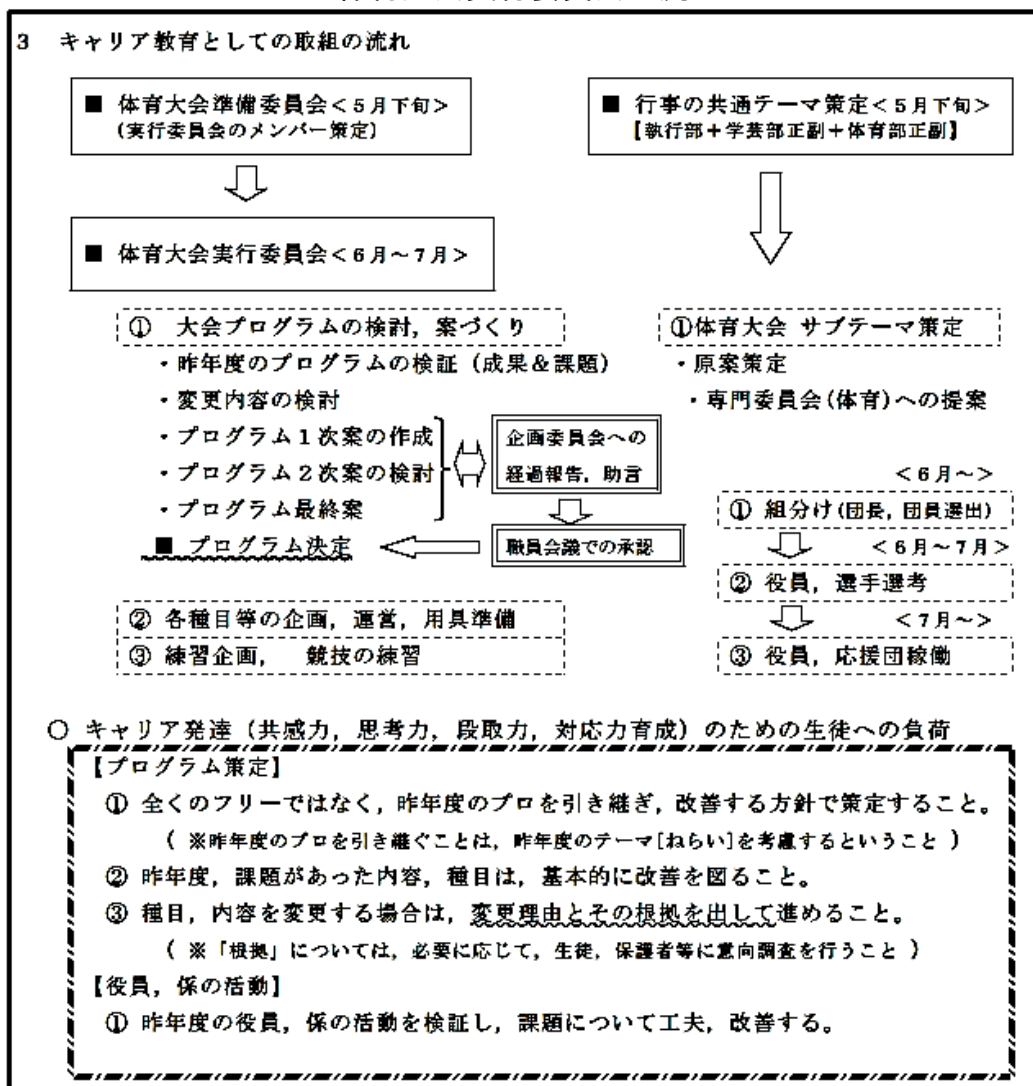 3 キャリア教育としての取組の流れ
■ 体育大会準備委員会<5月下旬>
(実行委員会のメンバー策定)
■ 行事の共通テーマ策定<5月下旬>
【執行部+学芸部正副+体育部正副】
■ 体育大会実行委員会<6月~7月>
① 大会プログラムの検討,案づくり
・昨年度のプログラムの検証(成果&課題)
・変更内容の検討
・プログラム1次案の作成
・プログラム2次案の検討
・プログラム最終案
企画委員会への
経過報告,助言
■ プログラム決定
職員会議での承認
② 各種目等の企画,運営,用具準備
③ 練習企画, 競技の練習
①体育大会 サブテーマ策定
・原案策定
・専門委員会(体育)への提案
<6月~>
① 組分け(団長,団員選出)
<6月~7月>
② 役員,選手選考
<7月~>
③ 役員,応援団稼働
○ キャリア発達(共感力,思考力,段取力,対応力育成)のための生徒への負荷
【プログラム策定】
① 全くのフリーではなく,昨年度のプロを引き継ぎ,改善する方針で策定すること。
( ※昨年度のプロを引き継ぐことは,昨年度のテーマ[ねらい]を考慮するということ )
② 昨年度,課題があった内容,種目は,基本的に改善を図ること。
③ 種目,内容を変更する場合は,変更理由とその根拠を出して進めること。
( ※「根拠」については,必要に応じて,生徒,保護者等に意向調査を行うこと )
【役員,係の活動】
① 昨年度の役員,係の活動を検証し,課題について工夫,改善する。